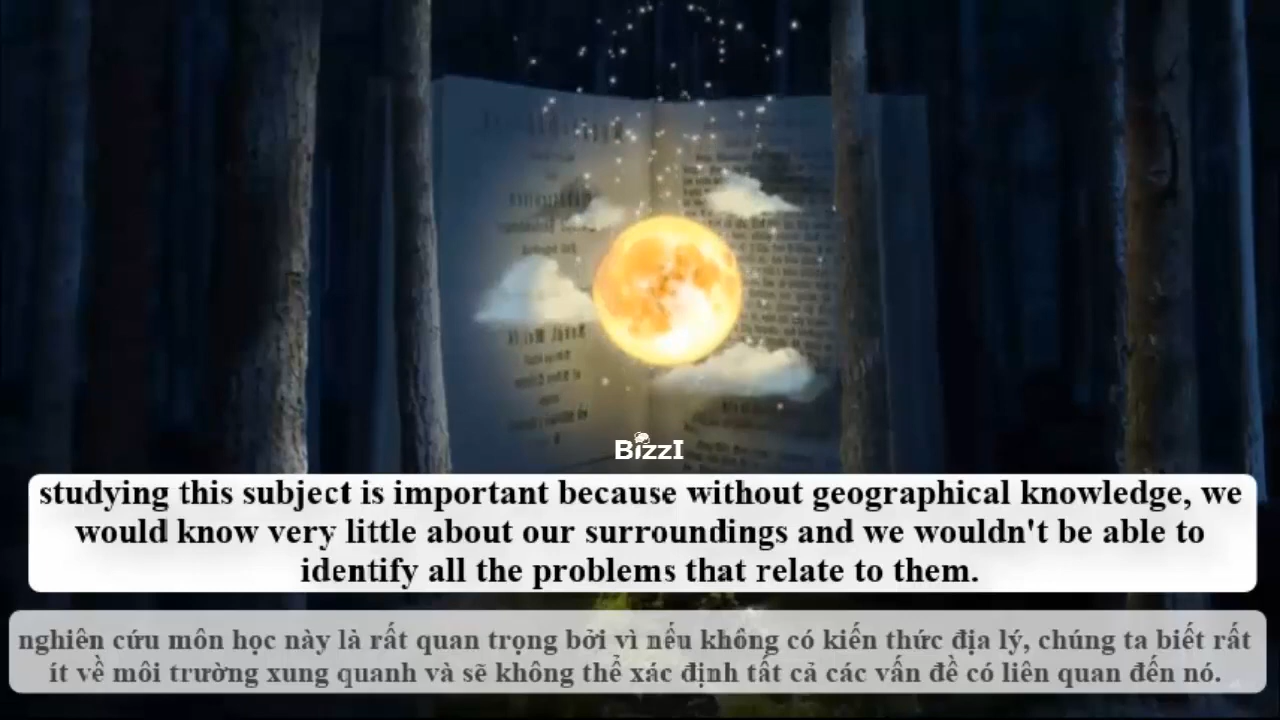 BizzI
studying this subject is important because without geographical knowledge, we
would know very little about our surroundings and we wouldn't be able to
identify all the problems that relate to them.
nghiên cứu môn học này là rất quan trọng bởi vì nếu không có kiến thức địa lý, chúng ta biết rất
ít về môi trường xung quanh và sẽ không thể xác định tất cả các vấn đề có liên quan đến nó.